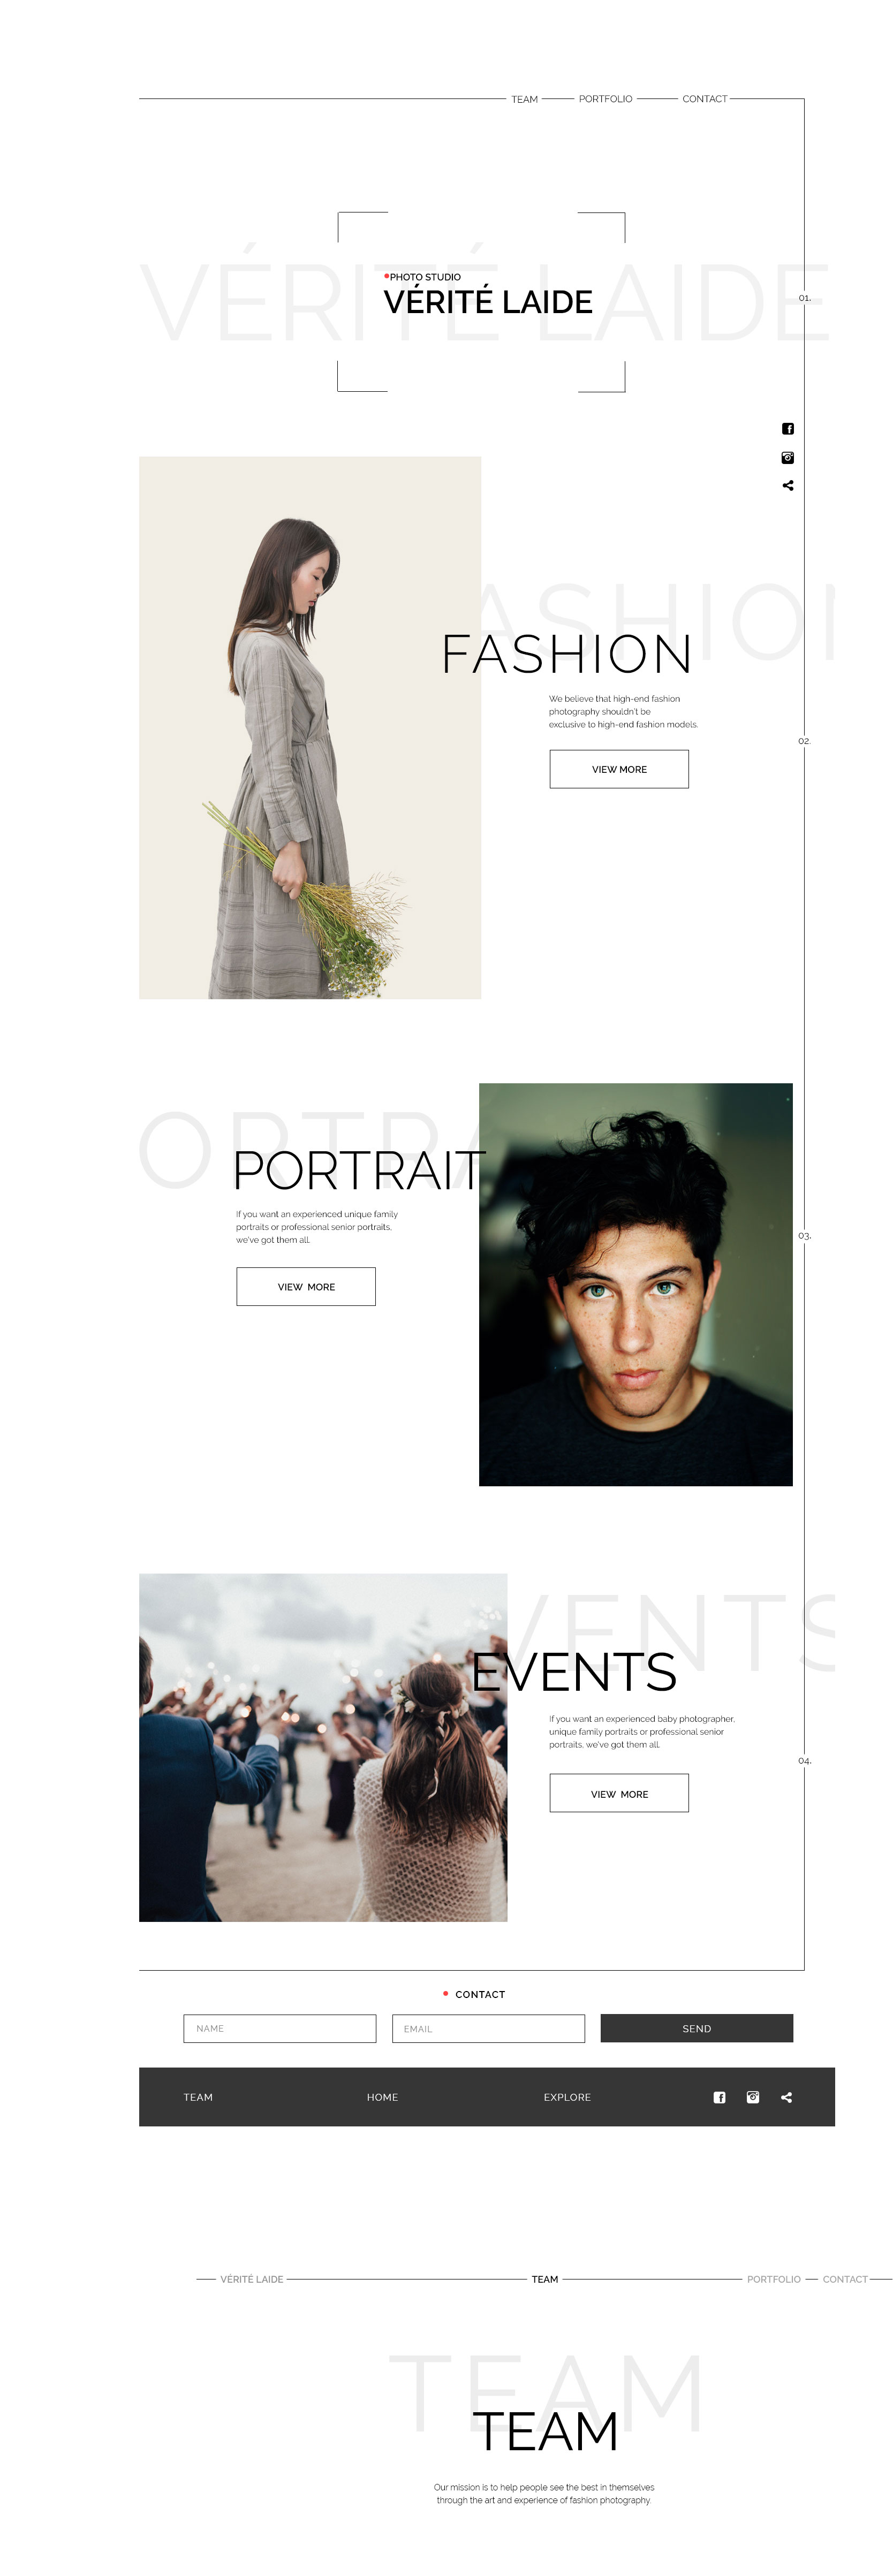 TEAM PORTFOLIO CONTACT
VÉRITÉ LAIDE
PHOTO STUDIO
VÉRITÉ LAIDE
01.
FASHION
FASHION
We believe that high-end fashion
photography shouldn't be
exclusive to high-end fashion models.
02.
VIEW MORE
ORTRA
PORTRAIT
If you want an experienced unique family
portraits or professional senior portraits,
we've got them all.
03.
VIEW MORE
EVENTS
EVENTS
If you want an experienced baby photographer,
unique family portraits or professional senior
portraits, we've got them all.
04.
VIEW MORE
CONTACT
NAME EMAIL SEND
TEAM HOME EXPLORE
VÉRITÉ LAIDE TEAM PORTFOLIO CONTACT
TEAM
TEAM
Our mission is to help people see the best in themselves
through the art and experience of fashion photography.